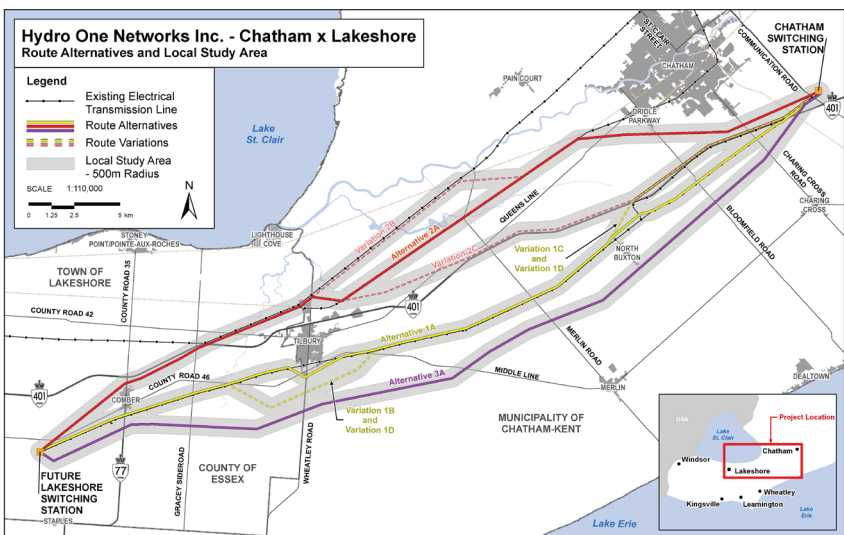 Hydro One Networks Inc. - Chatham x Lakeshore
Route Alternatives and Local Study Area
Legend
Existing Electrical
Transmission Line
Route Alternatives
Route Variations
Local Study Area
- 500m Radius
SCALE 1:110,000
0 1.25 2.5 5 km
N
CHATHAM
SWITCHING
STATION
COMMUNICATION ROAD
ST CLAIR
STREET
CHATHAM
PAIN COURT
ORIOLE
PARKWAY
401
Lake
St. Clair
CHARING CROSS
ROAD
CHARING
CROSS
QUEENS LINE
BLOOMFIELD ROAD
Variation 2B
Alternative 2A
Variation 2C
Variation 1C
and
Variation 1D
NORTH
BUXTON
STONEY
POINT/POINTE-AUX-ROCHES
LIGHTHOUSE
COVE
TOWN OF
LAKESHORE
COUNTY ROAD 35
COUNTY ROAD 42
401
TILBURY
Alternative 1A
MERLIN ROAD
COUNTY ROAD 46
MIDDLE LINE
Alternative 3A
DEALTOWN
MERLIN
401
COMBER
Variation 1B
and
Variation 1D
MUNICIPALITY OF
CHATHAM-KENT
WHEATLEY ROAD
GRACEY SIDEROAD
COUNTY OF
ESSEX
77
FUTURE
LAKESHORE
SWITCHING
STATION
STAPLES
Lake Erie
USA
Project Location
Lake
St. Clair
Chatham
Windsor
Lakeshore
Wheatley
Kingsville
Leamington
Lake
Erie